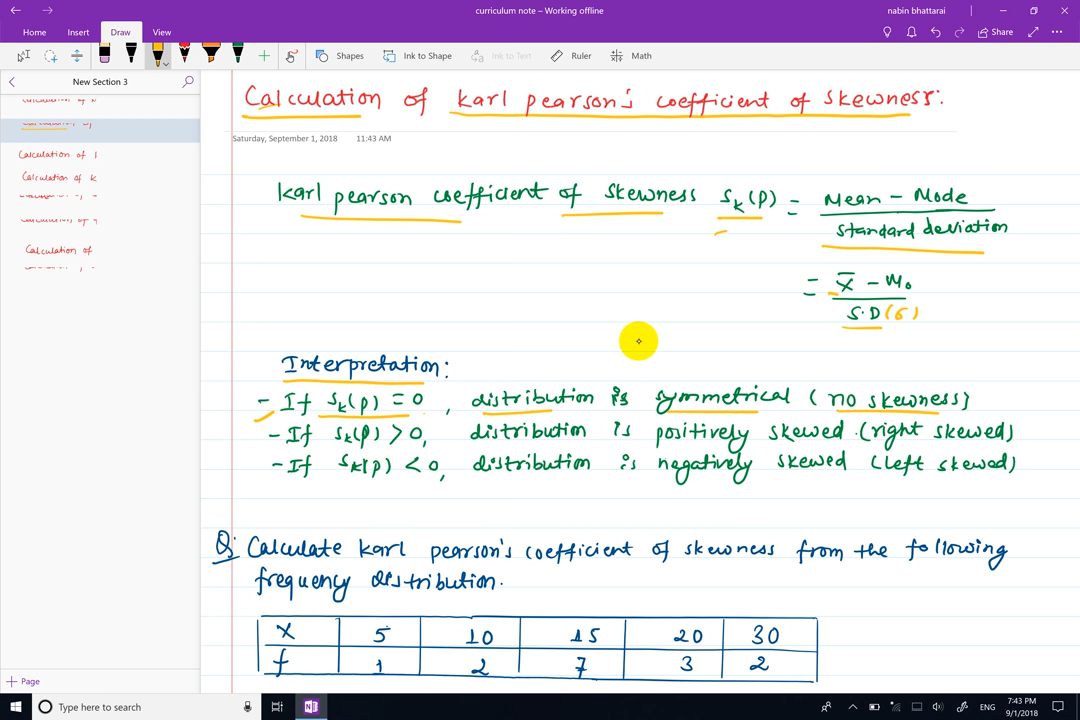 curriculum note – Working offline
nabin bhattarai
Home Insert Draw View
Share
Shapes Ink to Shape Ink to Text Ruler Math
New Section 3
Calculation of
Calculation of
Calculation of k
Calculation of
Calculation of karl pearson's coefficient of skewness:
Saturday, September 1, 2018 11:43 AM
Karl pearson coefficient of skewness Sk(p) = Mean - Mode
standard deviation
= X̅ - Mo
S.D(σ)
Interpretation:
- If Sk(p) = 0, distribution is symmetrical (no skewness)
- If Sk(p) > 0, distribution is positively skewed (right skewed)
- If Sk(p) < 0, distribution is negatively skewed (left skewed)
Q: Calculate karl pearson's coefficient of skewness from the following
frequency distribution.
X 5 10 15 20 30
f 1 2 7 3 2
+ Page
Type here to search
ENG
7:43 PM
9/1/2018